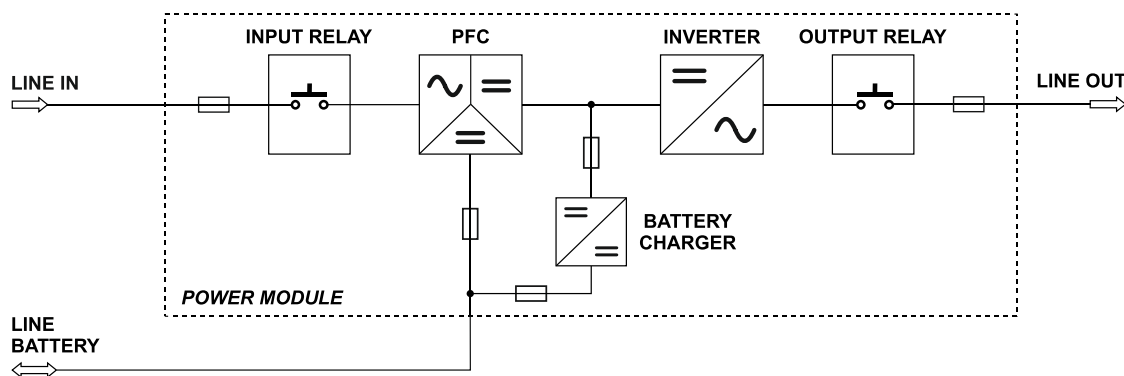 INPUT RELAY
PFC
INVERTER
OUTPUT RELAY
LINE IN
LINE OUT
BATTERY
CHARGER
POWER MODULE
LINE
BATTERY